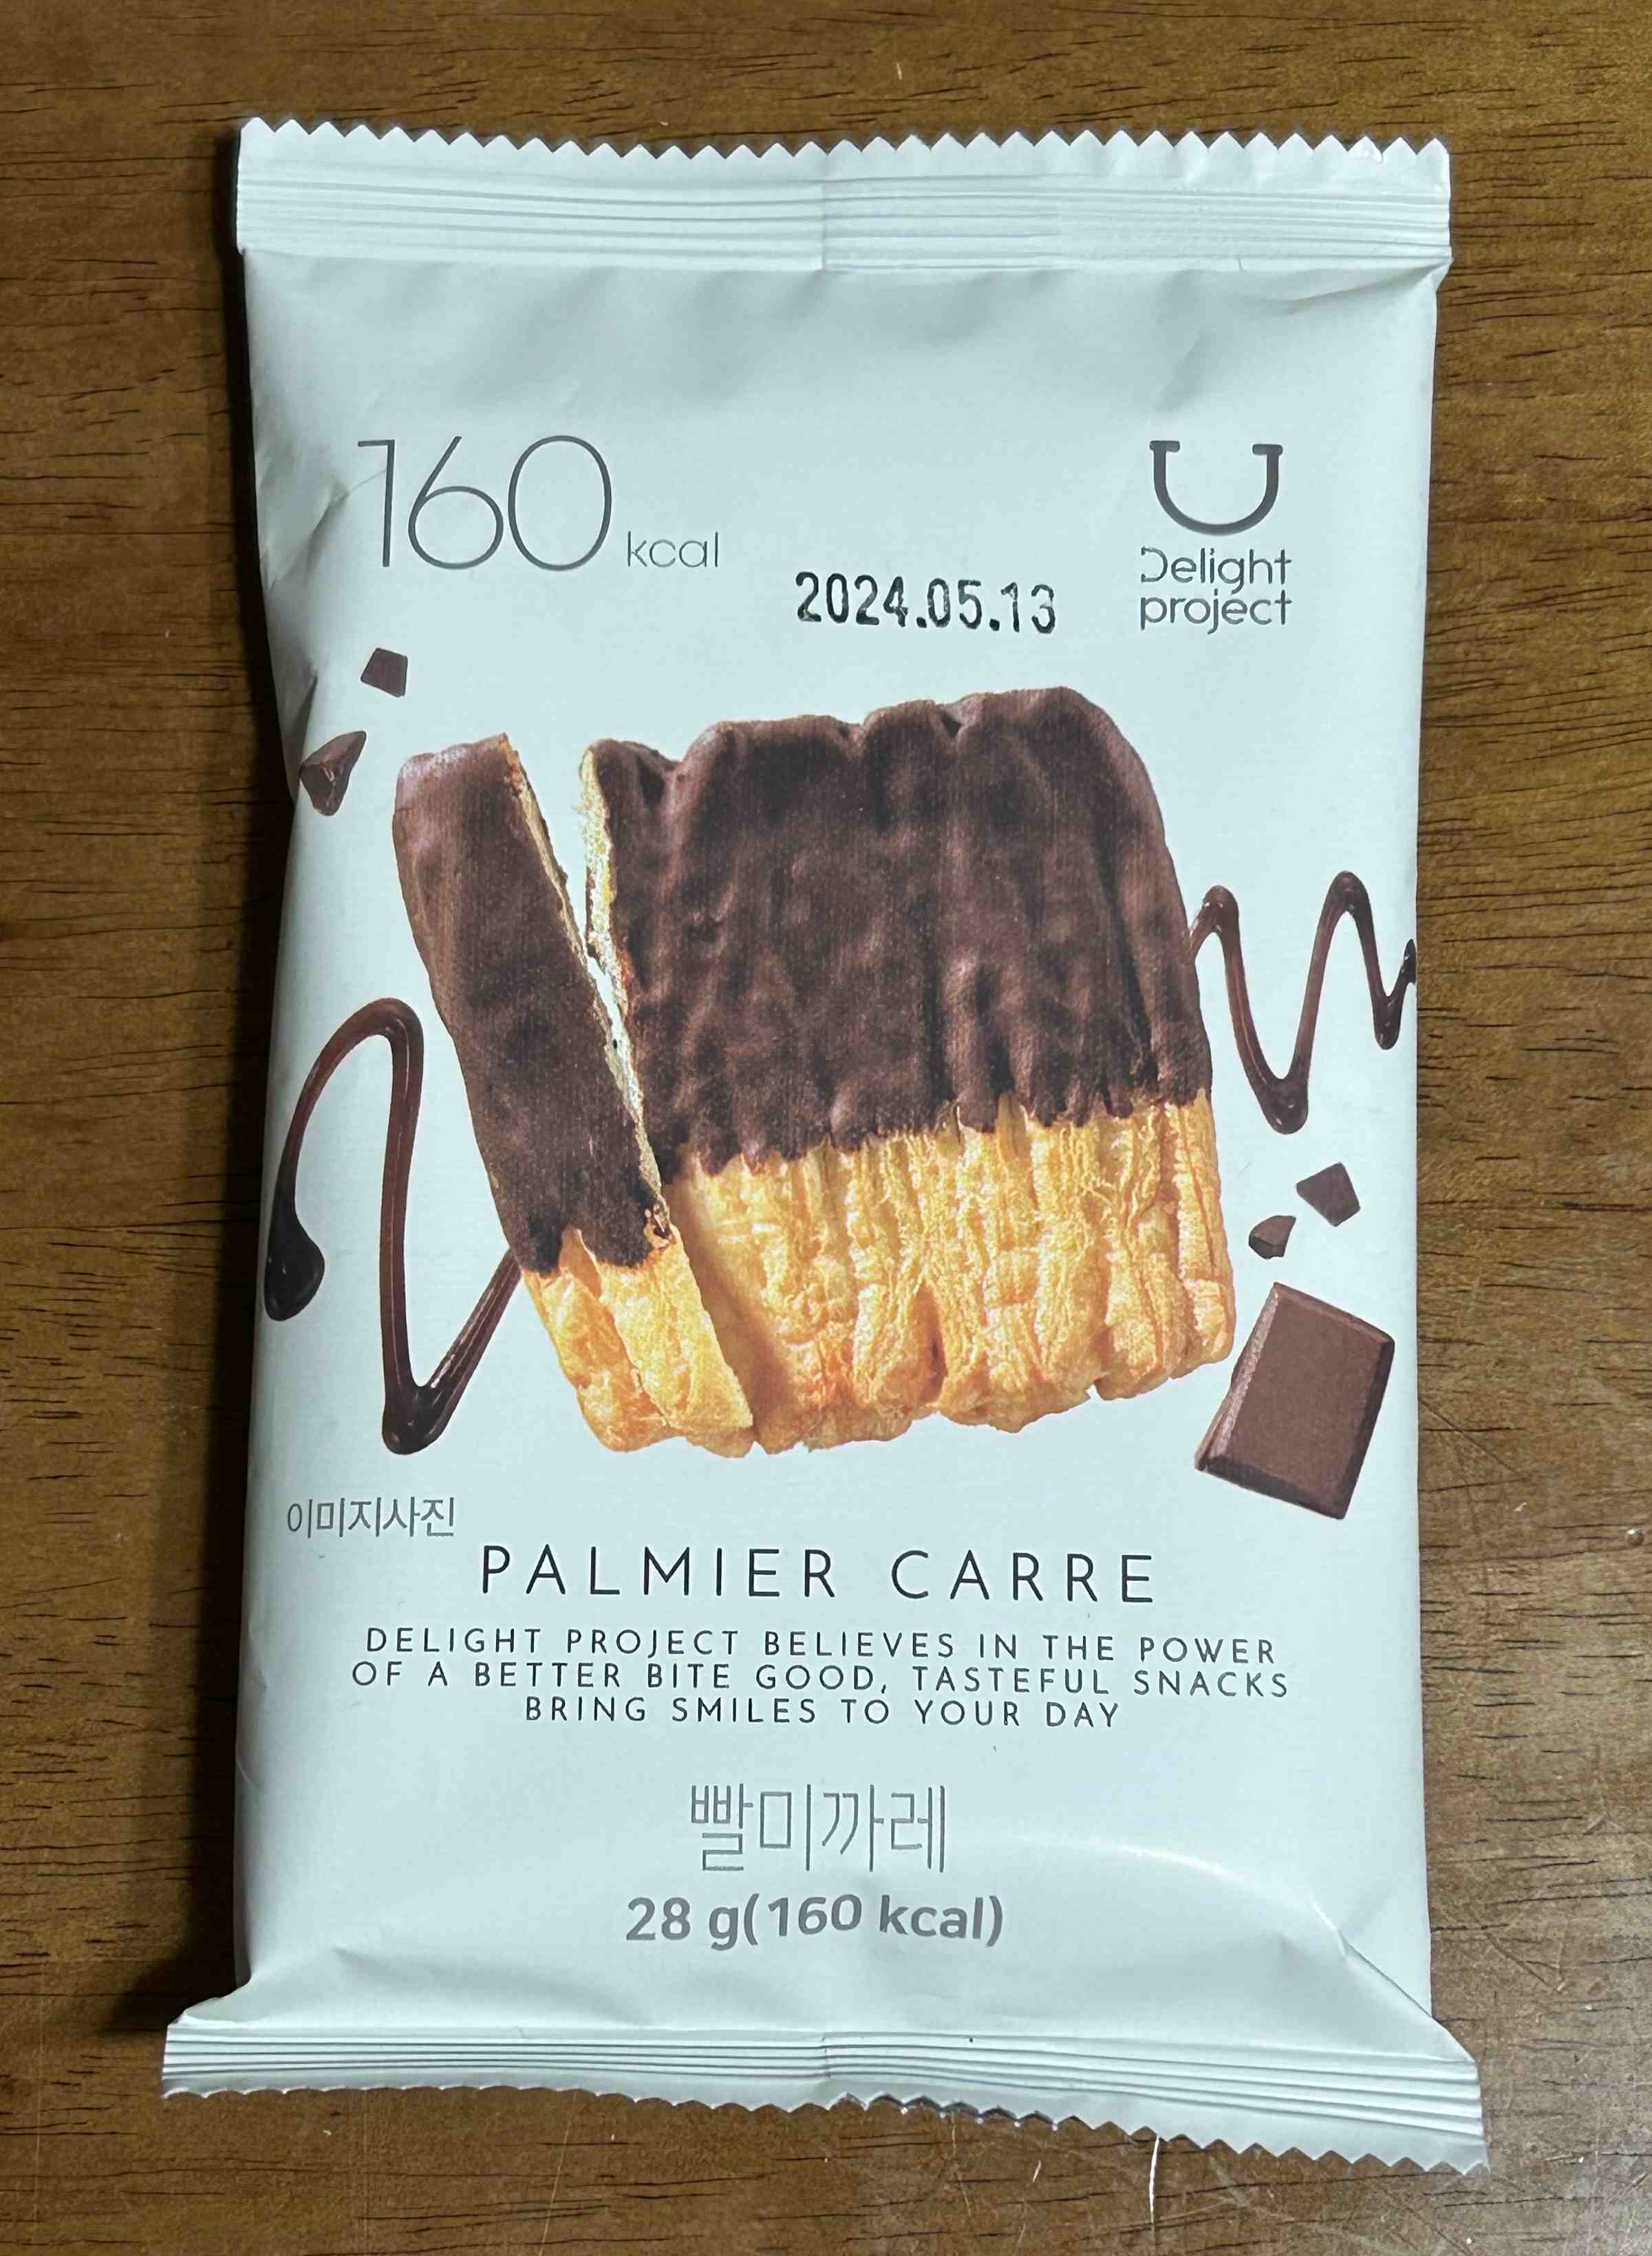 160 kcal
Delight
project
2024.05.13
이미지사진
PALMIER CARRE
DELIGHT PROJECT BELIEVES IN THE POWER
OF A BETTER BITE GOOD, TASTEFUL SNACKS
BRING SMILES TO YOUR DAY
빨미까레
28 g(160 kcal)